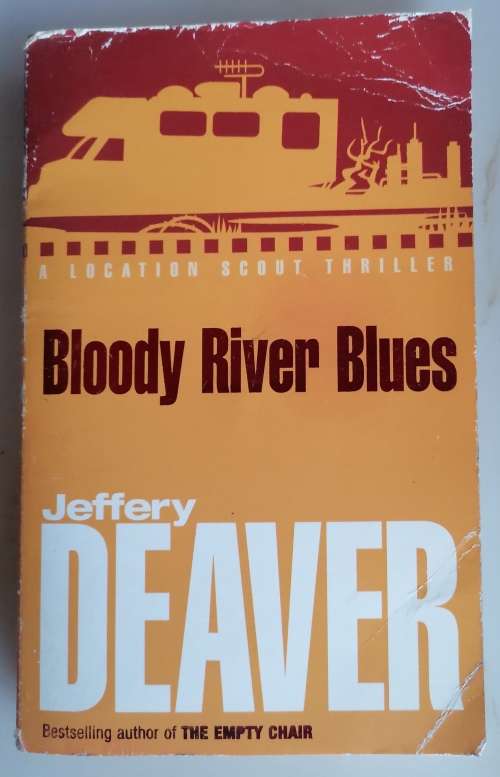 A LOCATION SCOUT THRILLER
Bloody River Blues
Jeffery
DEAVER
Bestselling author of THE EMPTY CHAIR